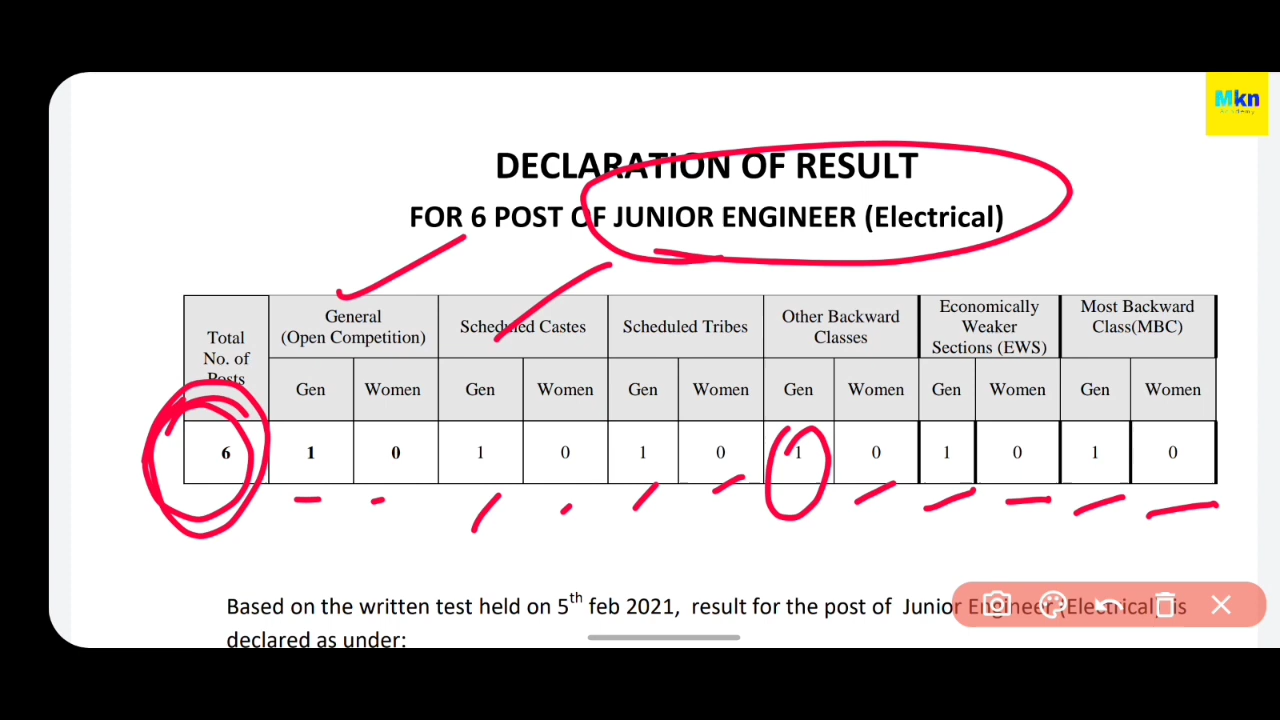 Mkn
Academy
DECLARATION OF RESULT
FOR 6 POST OF JUNIOR ENGINEER (Electrical)
Total No. of Posts
General (Open Competition)
Scheduled Castes
Scheduled Tribes
Other Backward Classes
Economically Weaker Sections (EWS)
Most Backward Class(MBC)
Gen Women Gen Women Gen Women Gen Women Gen Women Gen Women
6 1 0 1 0 1 0 1 0 1 0 1 0
Based on the written test held on 5th feb 2021, result for the post of Junior Engineer (Electrical) is
declared as under: